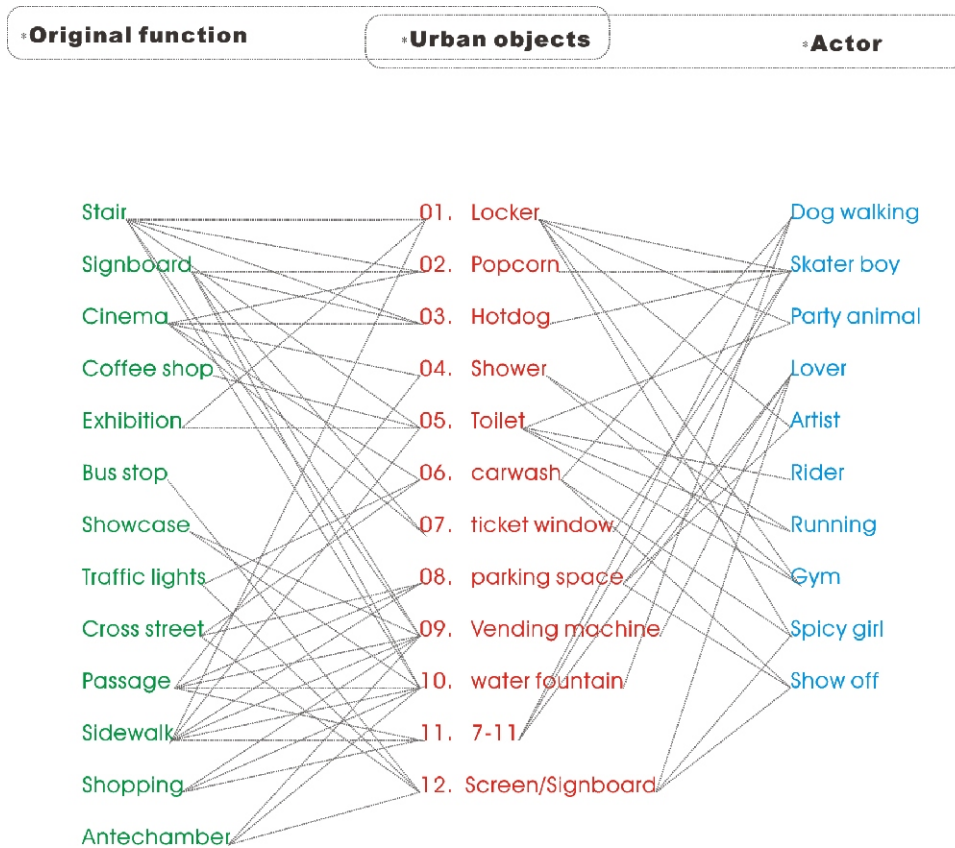 *Original function
*Urban objects
*Actor
Stair 01. Locker Dog walking
Signboard 02. Popcorn Skater boy
Cinema 03. Hotdog Party animal
Coffee shop 04. Shower Lover
Exhibition 05. Toilet Artist
Bus stop 06. carwash Rider
Showcase 07. ticket window Running
Traffic lights 08. parking space Gym
Cross street 09. Vending machine Spicy girl
Passage 10. water fountain Show off
Sidewalk 11. 7-11
Shopping 12. Screen/Signboard
Antechamber